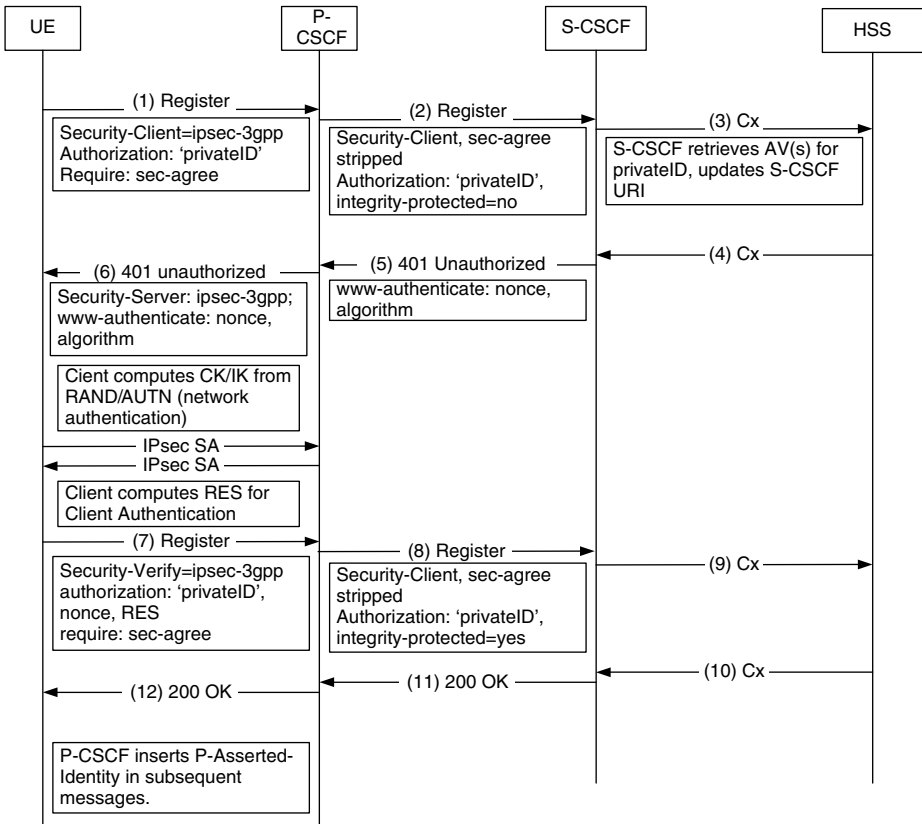 UE
P-
CSCF
S-CSCF
HSS
(1) Register
Security-Client=ipsec-3gpp
Authorization: ‘privateID’
Require: sec-agree
(2) Register
Security-Client, sec-agree
stripped
Authorization: ‘privateID’,
integrity-protected=no
(3) Cx
S-CSCF retrieves AV(s) for
privateID, updates S-CSCF
URI
(4) Cx
(5) 401 Unauthorized
www-authenticate: nonce,
algorithm
(6) 401 unauthorized
Security-Server: ipsec-3gpp;
www-authenticate: nonce,
algorithm
Cient computes CK/IK from
RAND/AUTN (network
authentication)
IPsec SA
IPsec SA
Client computes RES for
Client Authentication
(7) Register
Security-Verify=ipsec-3gpp
authorization: ‘privateID’,
nonce, RES
require: sec-agree
(8) Register
Security-Client, sec-agree
stripped
Authorization: ‘privateID’,
integrity-protected=yes
(9) Cx
(10) Cx
(11) 200 OK
(12) 200 OK
P-CSCF inserts P-Asserted-
Identity in subsequent
messages.